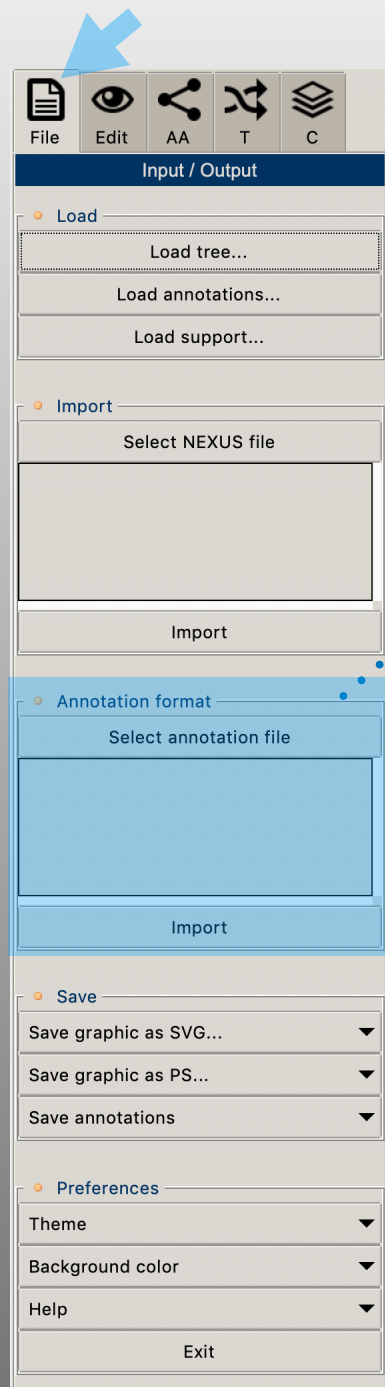 File Edit AA T C
Input / Output
Load
Load tree...
Load annotations...
Load support...
Import
Select NEXUS file
Import
Annotation format
Select annotation file
Import
Save
Save graphic as SVG...
Save graphic as PS...
Save annotations
Preferences
Theme
Background color
Help
Exit